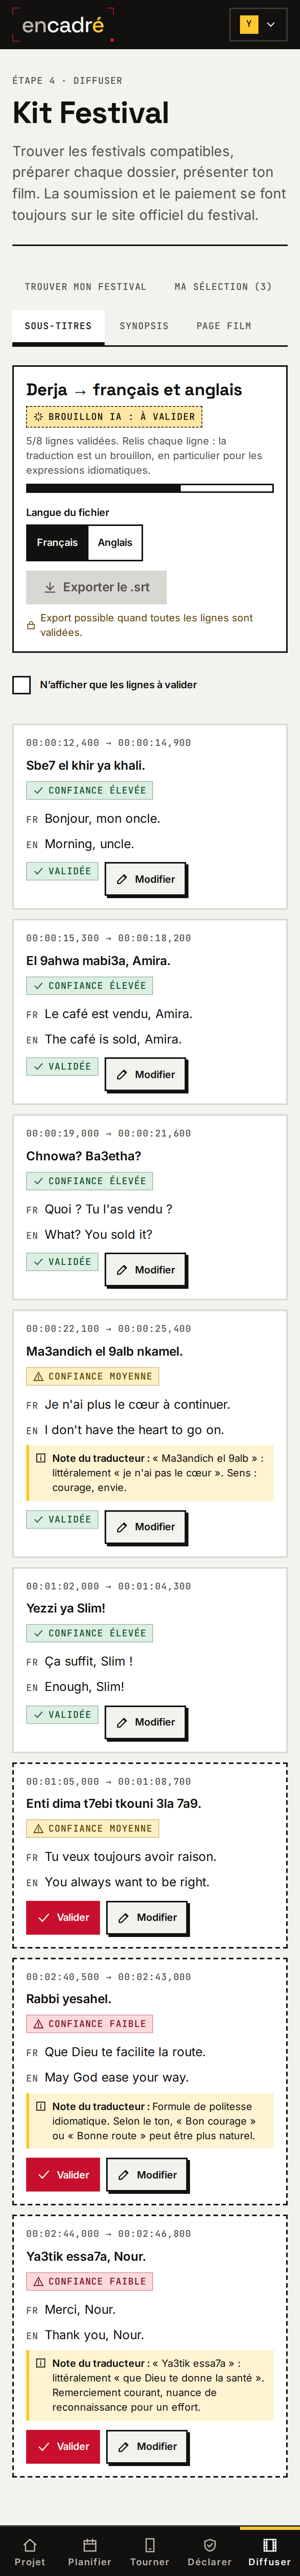 encadré
Y
ÉTAPE 4 · DIFFUSER
Kit Festival
Trouver les festivals compatibles,
préparer chaque dossier, présenter ton
film. La soumission et le paiement se font
toujours sur le site officiel du festival.
TROUVER MON FESTIVAL
MA SÉLECTION (3)
SOUS-TITRES
SYNOPSIS
PAGE FILM
Derja → français et anglais
BROUILLON IA : À VALIDER
5/8 lignes validées. Relis chaque ligne : la
traduction est un brouillon, en particulier pour les
expressions idiomatiques.
Langue du fichier
Français
Anglais
Exporter le .srt
Export possible quand toutes les lignes sont
validées.
N'afficher que les lignes à valider
00:00:12,400 → 00:00:14,900
Sbe7 el khir ya khali.
CONFIANCE ÉLEVÉE
FR Bonjour, mon oncle.
EN Morning, uncle.
VALIDÉE
Modifier
00:00:15,300 → 00:00:18,200
El 9ahwa mabi3a, Amira.
CONFIANCE ÉLEVÉE
FR Le café est vendu, Amira.
EN The café is sold, Amira.
VALIDÉE
Modifier
00:00:19,000 → 00:00:21,600
Chnowa? Ba3etha?
CONFIANCE ÉLEVÉE
FR Quoi ? Tu l'as vendu ?
EN What? You sold it?
VALIDÉE
Modifier
00:00:22,100 → 00:00:25,400
Ma3andich el 9alb nkamel.
CONFIANCE MOYENNE
FR Je n'ai plus le cœur à continuer.
EN I don't have the heart to go on.
Note du traducteur : « Ma3andich el 9alb » :
littéralement « je n'ai pas le cœur ». Sens :
courage, envie.
VALIDÉE
Modifier
00:01:02,000 → 00:01:04,300
Yezzi ya Slim!
CONFIANCE ÉLEVÉE
FR Ça suffit, Slim !
EN Enough, Slim!
VALIDÉE
Modifier
00:01:05,000 → 00:01:08,700
Enti dima t7ebi tkouni 3la 7a9.
CONFIANCE MOYENNE
FR Tu veux toujours avoir raison.
EN You always want to be right.
Valider
Modifier
00:02:40,500 → 00:02:43,000
Rabbi yesahel.
CONFIANCE FAIBLE
FR Que Dieu te facilite la route.
EN May God ease your way.
Note du traducteur : Formule de politesse
idiomatique. Selon le ton, « Bon courage »
ou « Bonne route » peut être plus naturel.
Valider
Modifier
00:02:44,000 → 00:02:46,800
Ya3tik essa7a, Nour.
CONFIANCE FAIBLE
FR Merci, Nour.
EN Thank you, Nour.
Note du traducteur : « Ya3tik essa7a » :
littéralement « que Dieu te donne la santé ».
Remerciement courant, nuance de
reconnaissance pour un effort.
Valider
Modifier
Projet
Planifier
Tourner
Déclarer
Diffuser